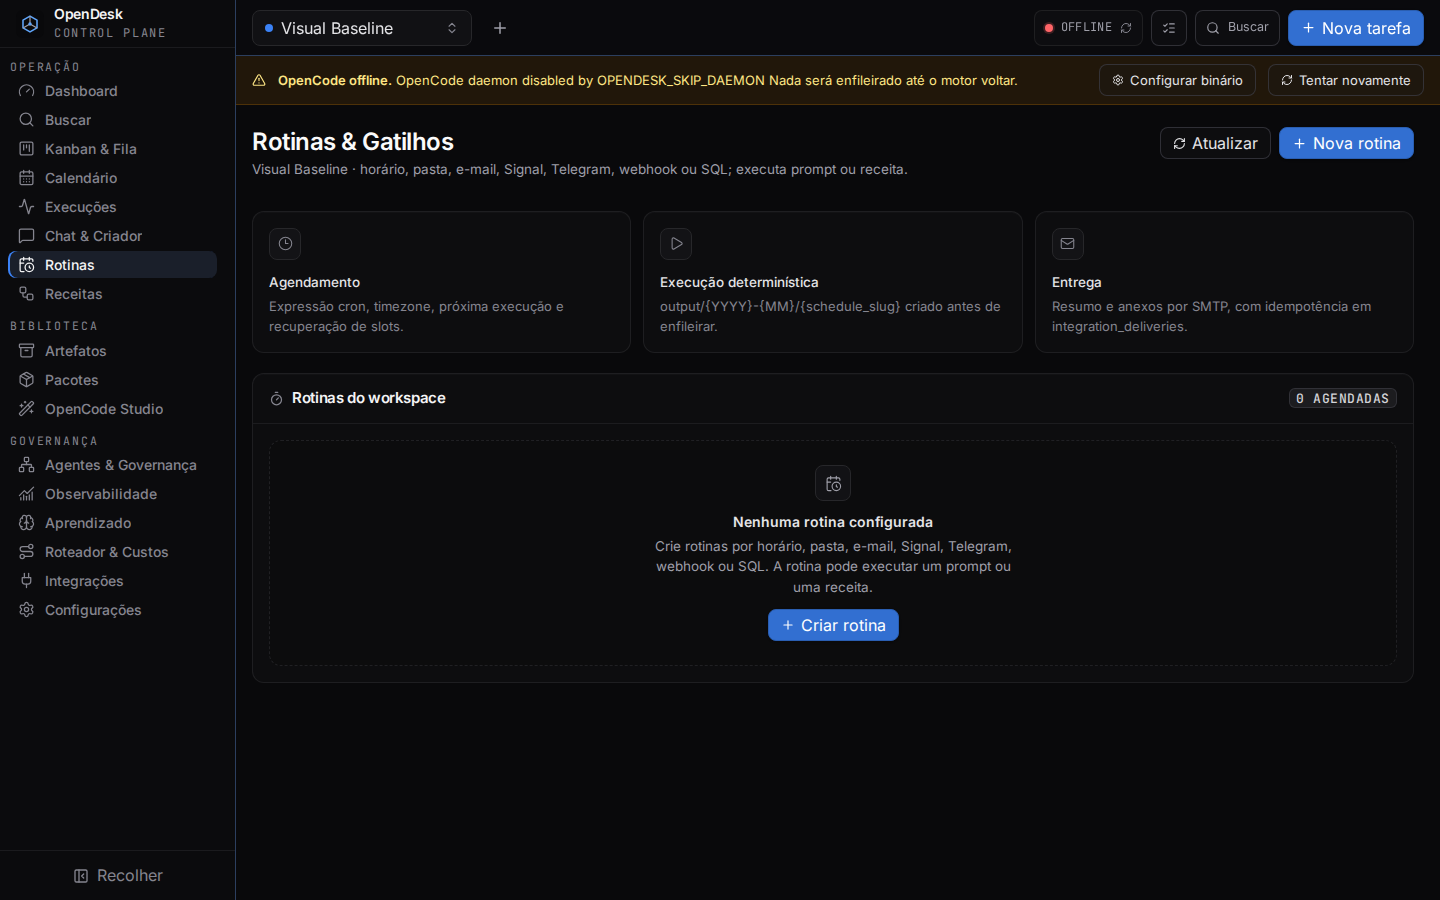 OpenDesk
CONTROL PLANE
OPERAÇÃO
Dashboard
Buscar
Kanban & Fila
Calendário
Execuções
Chat & Criador
Rotinas
Receitas
BIBLIOTECA
Artefatos
Pacotes
OpenCode Studio
GOVERNANÇA
Agentes & Governança
Observabilidade
Aprendizado
Roteador & Custos
Integrações
Configurações
Recolher
Visual Baseline
OFFLINE
Buscar
Nova tarefa
OpenCode offline. OpenCode daemon disabled by OPENDESK_SKIP_DAEMON Nada será enfileirado até o motor voltar.
Configurar binário
Tentar novamente
Rotinas & Gatilhos
Visual Baseline · horário, pasta, e-mail, Signal, Telegram, webhook ou SQL; executa prompt ou receita.
Atualizar
Nova rotina
Agendamento
Expressão cron, timezone, próxima execução e
recuperação de slots.
Execução determinística
output/{YYYY}-{MM}/{schedule_slug} criado antes de
enfileirar.
Entrega
Resumo e anexos por SMTP, com idempotência em
integration_deliveries.
Rotinas do workspace
0 AGENDADAS
Nenhuma rotina configurada
Crie rotinas por horário, pasta, e-mail, Signal, Telegram,
webhook ou SQL. A rotina pode executar um prompt ou
uma receita.
Criar rotina